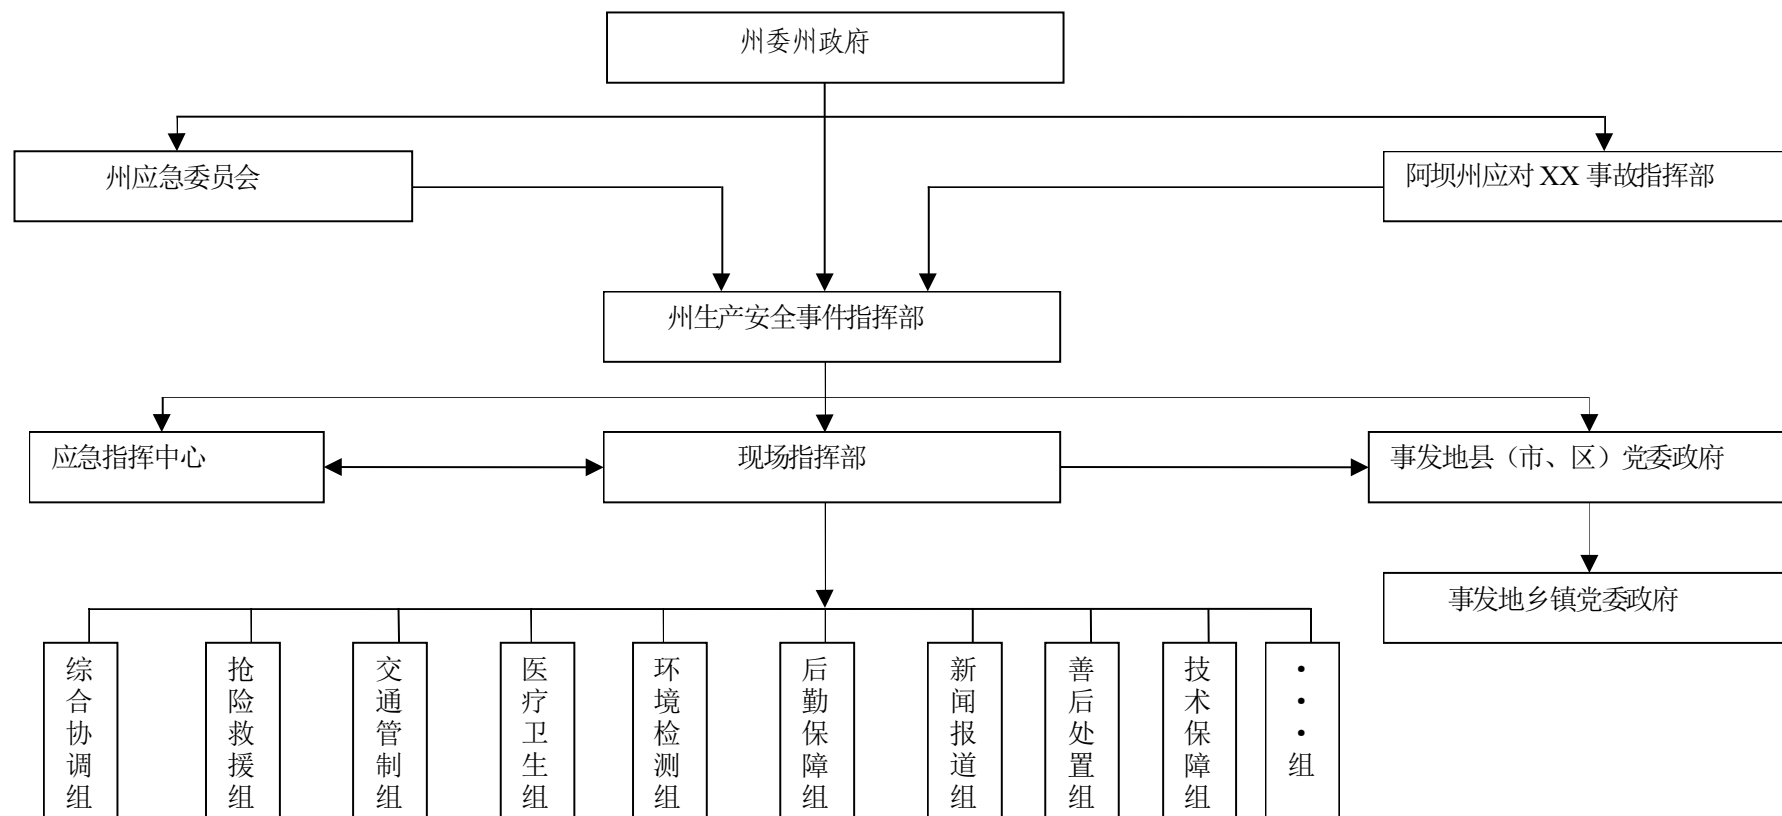 州委州政府
州应急委员会
阿坝州应对 XX 事故指挥部
州生产安全事件指挥部
应急指挥中心
现场指挥部
事发地县（市、区）党委政府
事发地乡镇党委政府
综合协调组
抢险救援组
交通管制组
医疗卫生组
环境检测组
后勤保障组
新闻报道组
善后处置组
技术保障组
···组